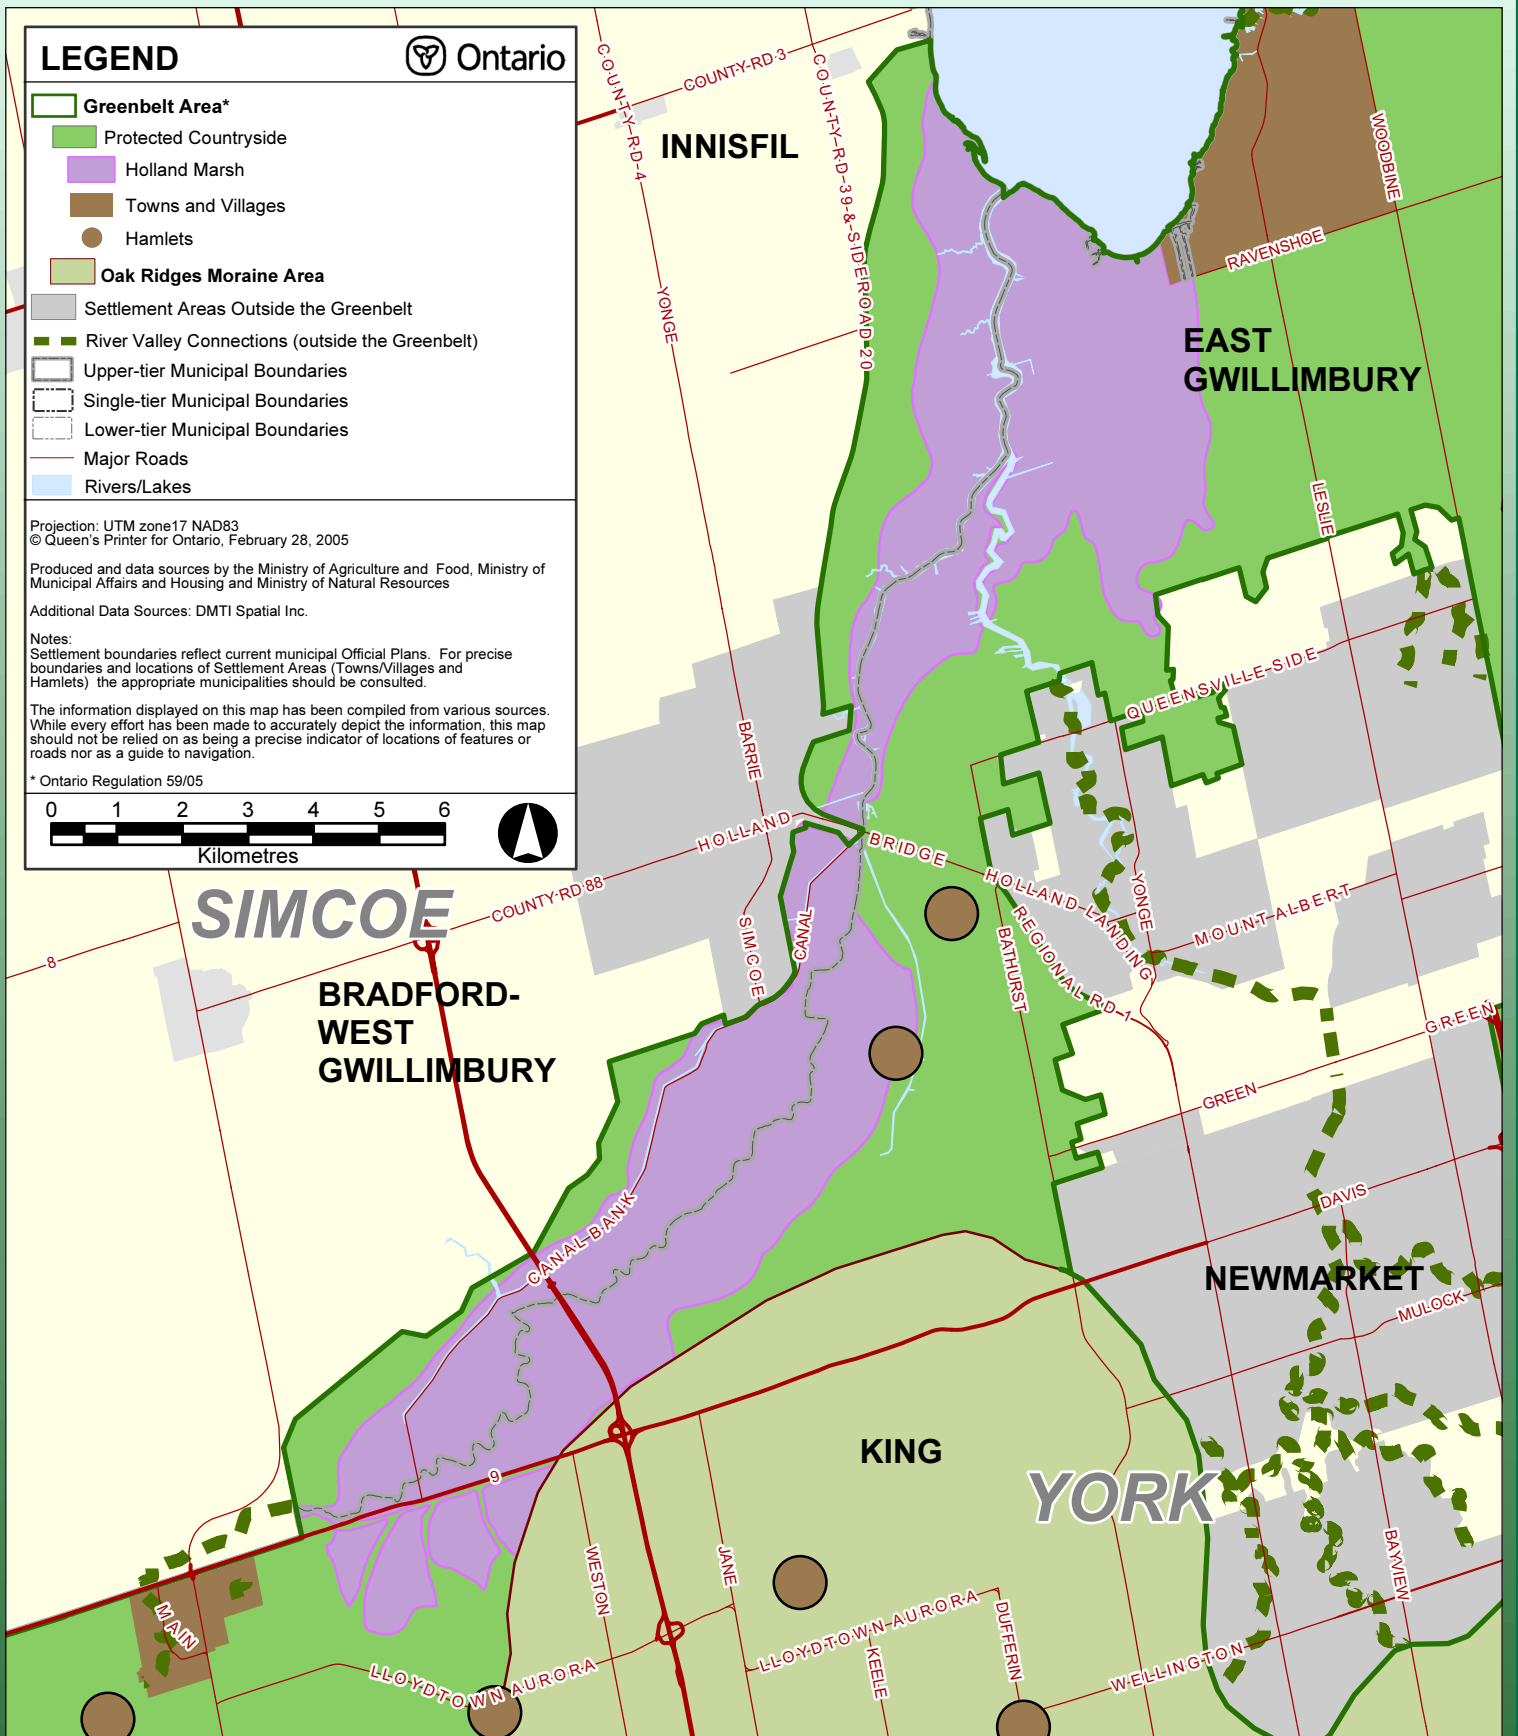 LEGEND
Ontario
Greenbelt Area*
Protected Countryside
Holland Marsh
Towns and Villages
Hamlets
Oak Ridges Moraine Area
Settlement Areas Outside the Greenbelt
River Valley Connections (outside the Greenbelt)
Upper-tier Municipal Boundaries
Single-tier Municipal Boundaries
Lower-tier Municipal Boundaries
Major Roads
Rivers/Lakes
Projection: UTM zone17 NAD83
© Queen's Printer for Ontario, February 28, 2005
Produced and data sources by the Ministry of Agriculture and Food, Ministry of
Municipal Affairs and Housing and Ministry of Natural Resources
Additional Data Sources: DMTI Spatial Inc.
Notes:
Settlement boundaries reflect current municipal Official Plans. For precise
boundaries and locations of Settlement Areas (Towns/Villages and
Hamlets) the appropriate municipalities should be consulted.
The information displayed on this map has been compiled from various sources.
While every effort has been made to accurately depict the information, this map
should not be relied on as being a precise indicator of locations of features or
roads nor as a guide to navigation.
* Ontario Regulation 59/05
0 1 2 3 4 5 6
Kilometres
COUNTY RD 4
COUNTY RD 3
COUNTY RD 39 & SIDEROAD 20
INNISFIL
WOODBINE
RAVENSHOE
YONGE
EAST
GWILLIMBURY
LESLIE
QUEENSVILLE SIDE
BARRIE
HOLLAND
BRIDGE
HOLLAND LANDING
YONGE
MOUNT ALBERT
COUNTY RD 88
SIMCOE
8
SIMCOE
CANAL
BATHURST
REGIONAL RD 1
BRADFORD-
WEST
GWILLIMBURY
GREEN
GREEN
CANAL BANK
DAVIS
NEWMARKET
MULOCK
KING
9
YORK
BAYVIEW
WESTON
JANE
MAIN
LLOYDTOWN AURORA
LLOYDTOWN AURORA
KEELE
DUFFERIN
WELLINGTON